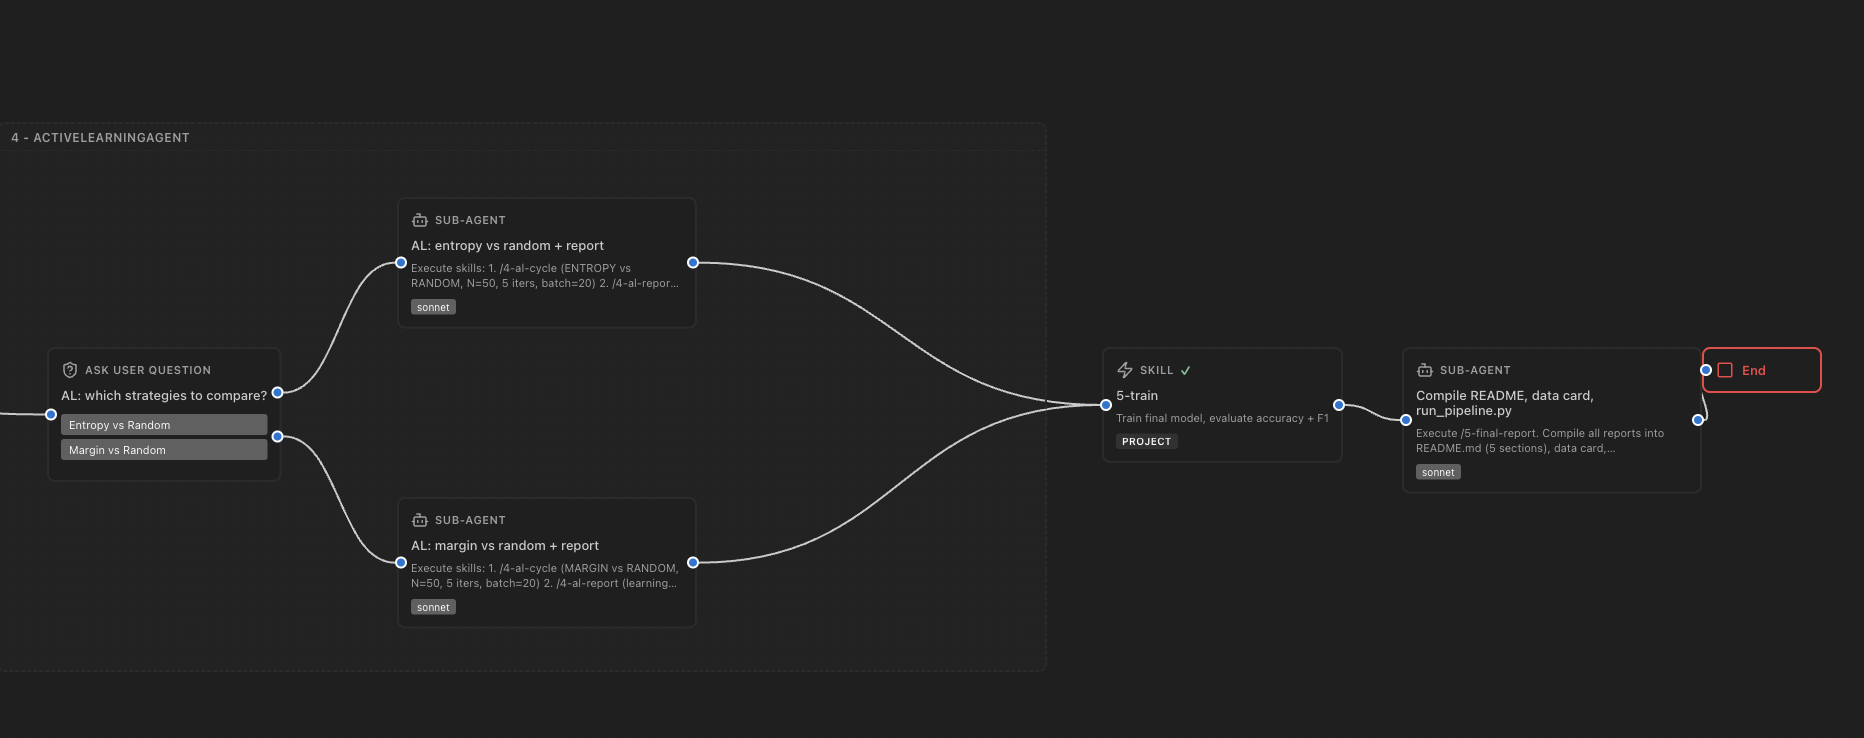 4 - ACTIVELEARNINGAGENT
SUB-AGENT
AL: entropy vs random + report
Execute skills: 1. /4-al-cycle (ENTROPY vs
RANDOM, N=50, 5 iters, batch=20) 2. /4-al-repor...
sonnet
ASK USER QUESTION
AL: which strategies to compare?
Entropy vs Random
Margin vs Random
SUB-AGENT
AL: margin vs random + report
Execute skills: 1. /4-al-cycle (MARGIN vs RANDOM,
N=50, 5 iters, batch=20) 2. /4-al-report (learning...
sonnet
SKILL
5-train
Train final model, evaluate accuracy + F1
PROJECT
SUB-AGENT
Compile README, data card,
run_pipeline.py
Execute /5-final-report. Compile all reports into
README.md (5 sections), data card,...
sonnet
End